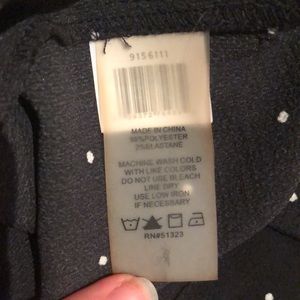 9156111
MADE IN CHINA
98%POLYESTER
2%ELASTANE
MACHINE WASH COLD
WITH LIKE COLORS
DO NOT USE BLEACH
LINE DRY
USE LOW IRON
IF NECESSARY
RN#51323